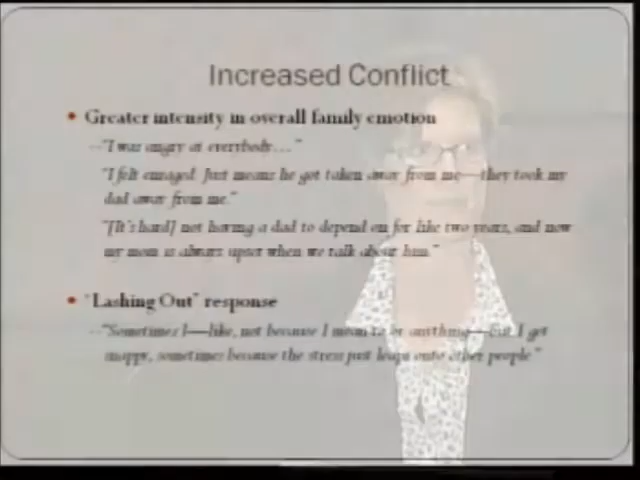 Increased Conflict
• Greater intensity in overall family emotion
--"I was angry at everybody…"
"I felt enraged. Just means he got taken away from me—they took my
dad away from me."
"[It's hard] not having a dad to depend on for like two years, and now
my mom is always upset when we talk about him."
• "Lashing Out" response
--"Sometimes I—like, not because I mean to be anything—but I get
snappy, sometimes because the stress just leaps onto other people"